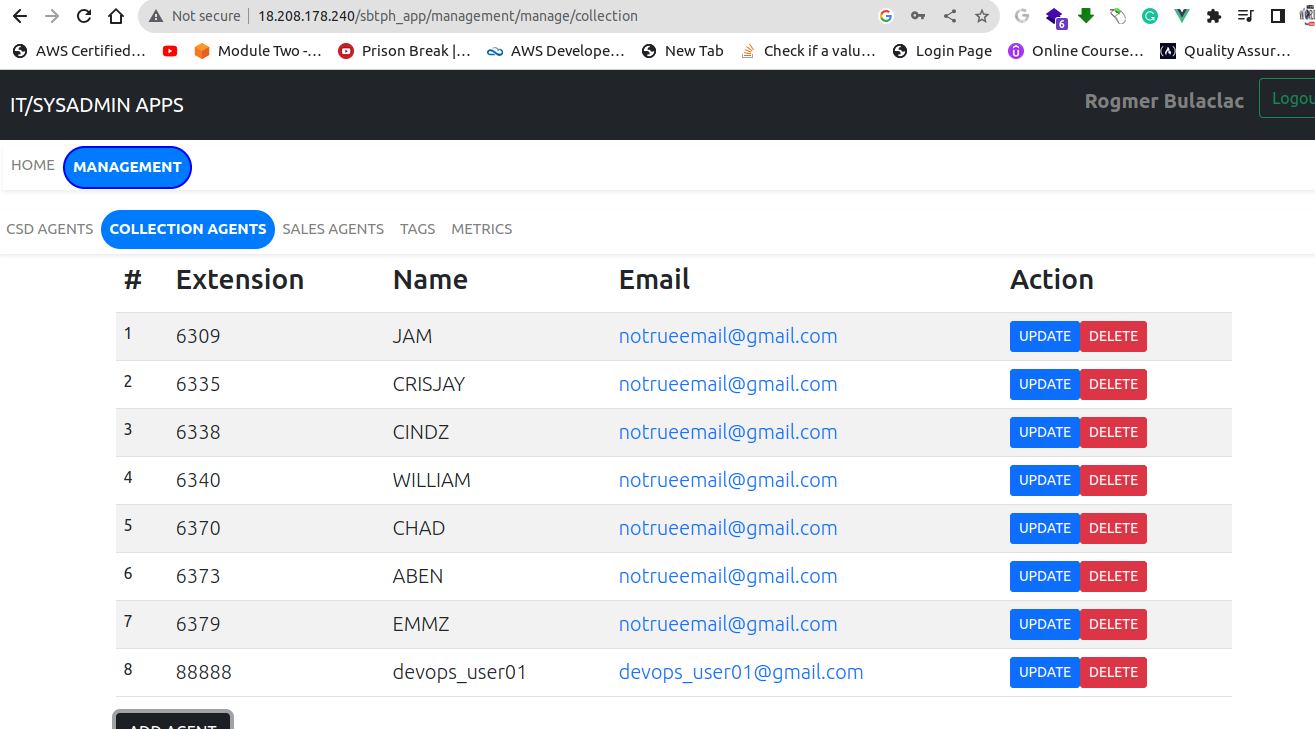 Not secure 18.208.178.240/sbtph_app/management/manage/collection
6
AWS Certified... Module Two -... Prison Break |... AWS Develope... New Tab Check if a valu... Login Page Online Course... Quality Assur...
IT/SYSADMIN APPS Rogmer Bulaclac Logou
HOME MANAGEMENT
CSD AGENTS COLLECTION AGENTS SALES AGENTS TAGS METRICS
# Extension Name Email Action
1 6309 JAM notrueemail@gmail.com UPDATE DELETE
2 6335 CRISJAY notrueemail@gmail.com UPDATE DELETE
3 6338 CINDZ notrueemail@gmail.com UPDATE DELETE
4 6340 WILLIAM notrueemail@gmail.com UPDATE DELETE
5 6370 CHAD notrueemail@gmail.com UPDATE DELETE
6 6373 ABEN notrueemail@gmail.com UPDATE DELETE
7 6379 EMMZ notrueemail@gmail.com UPDATE DELETE
8 88888 devops_user01 devops_user01@gmail.com UPDATE DELETE
ADD AGENT